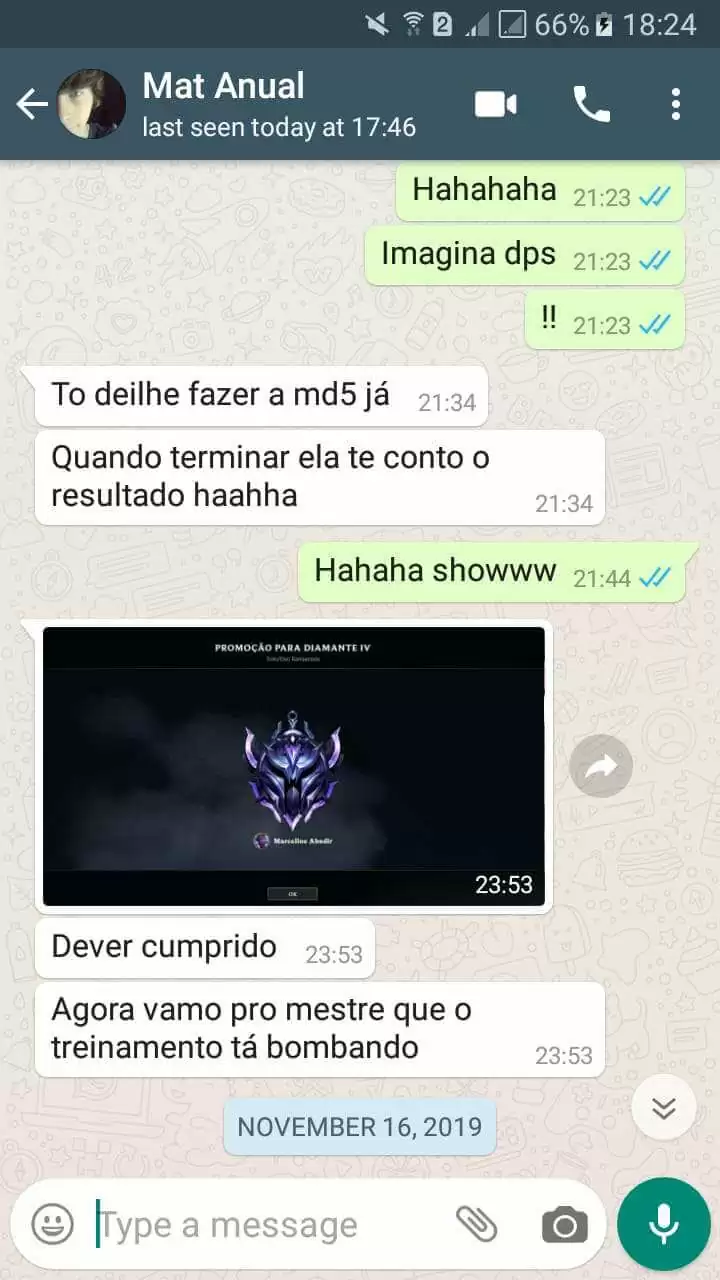 2 66% 18:24
Mat Anual
last seen today at 17:46
Hahahaha 21:23
Imagina dps 21:23
!! 21:23
To deilhe fazer a md5 já 21:34
Quando terminar ela te conto o
resultado haahha 21:34
Hahaha showww 21:44
PROMOÇÃO PARA DIAMANTE IV
Marceline Abadir
OK
23:53
Dever cumprido 23:53
Agora vamo pro mestre que o
treinamento tá bombando 23:53
NOVEMBER 16, 2019
Type a message